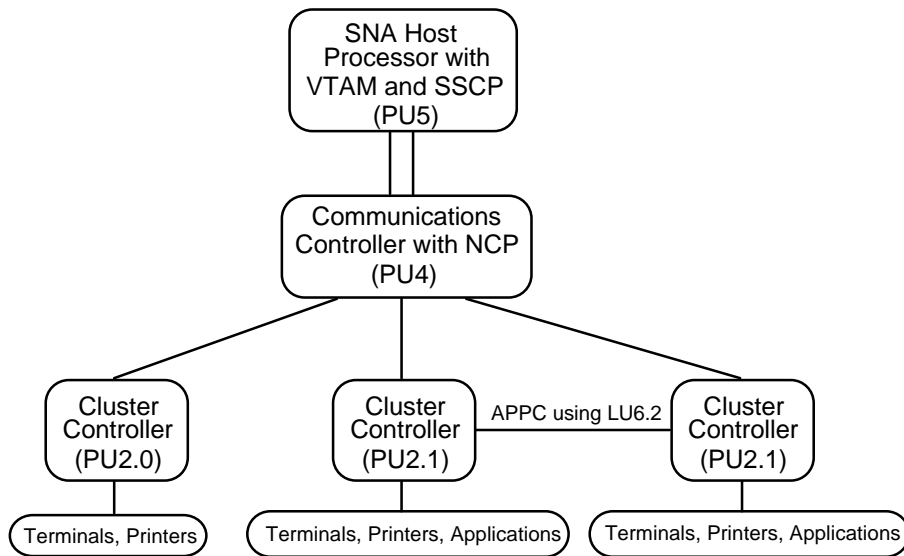 SNA Host
Processor with
VTAM and SSCP
(PU5)
Communications
Controller with NCP
(PU4)
Cluster
Controller
(PU2.0)
Cluster
Controller
(PU2.1)
APPC using LU6.2
Cluster
Controller
(PU2.1)
Terminals, Printers
Terminals, Printers, Applications
Terminals, Printers, Applications